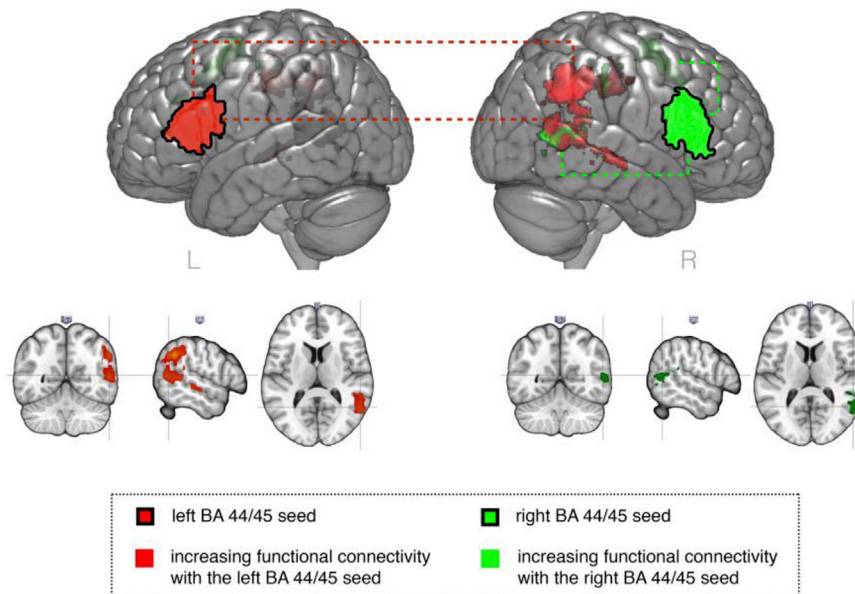 L
R
left BA 44/45 seed
right BA 44/45 seed
increasing functional connectivity
with the left BA 44/45 seed
increasing functional connectivity
with the right BA 44/45 seed